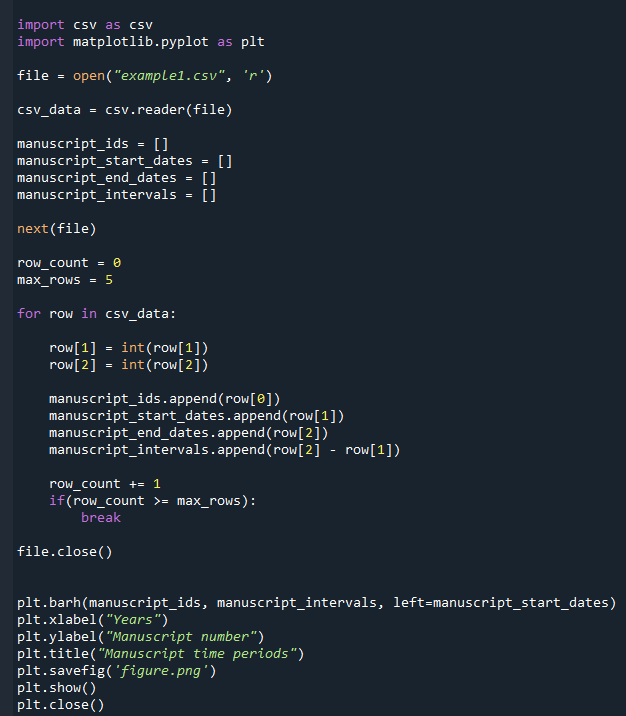 import csv as csv
import matplotlib.pyplot as plt
file = open("example1.csv", 'r')
csv_data = csv.reader(file)
manuscript_ids = []
manuscript_start_dates = []
manuscript_end_dates = []
manuscript_intervals = []
next(file)
row_count = 0
max_rows = 5
for row in csv_data:
    row[1] = int(row[1])
    row[2] = int(row[2])
    manuscript_ids.append(row[0])
    manuscript_start_dates.append(row[1])
    manuscript_end_dates.append(row[2])
    manuscript_intervals.append(row[2] - row[1])
    row_count += 1
    if(row_count >= max_rows):
        break
file.close()
plt.barh(manuscript_ids, manuscript_intervals, left=manuscript_start_dates)
plt.xlabel("Years")
plt.ylabel("Manuscript number")
plt.title("Manuscript time periods")
plt.savefig('figure.png')
plt.show()
plt.close()